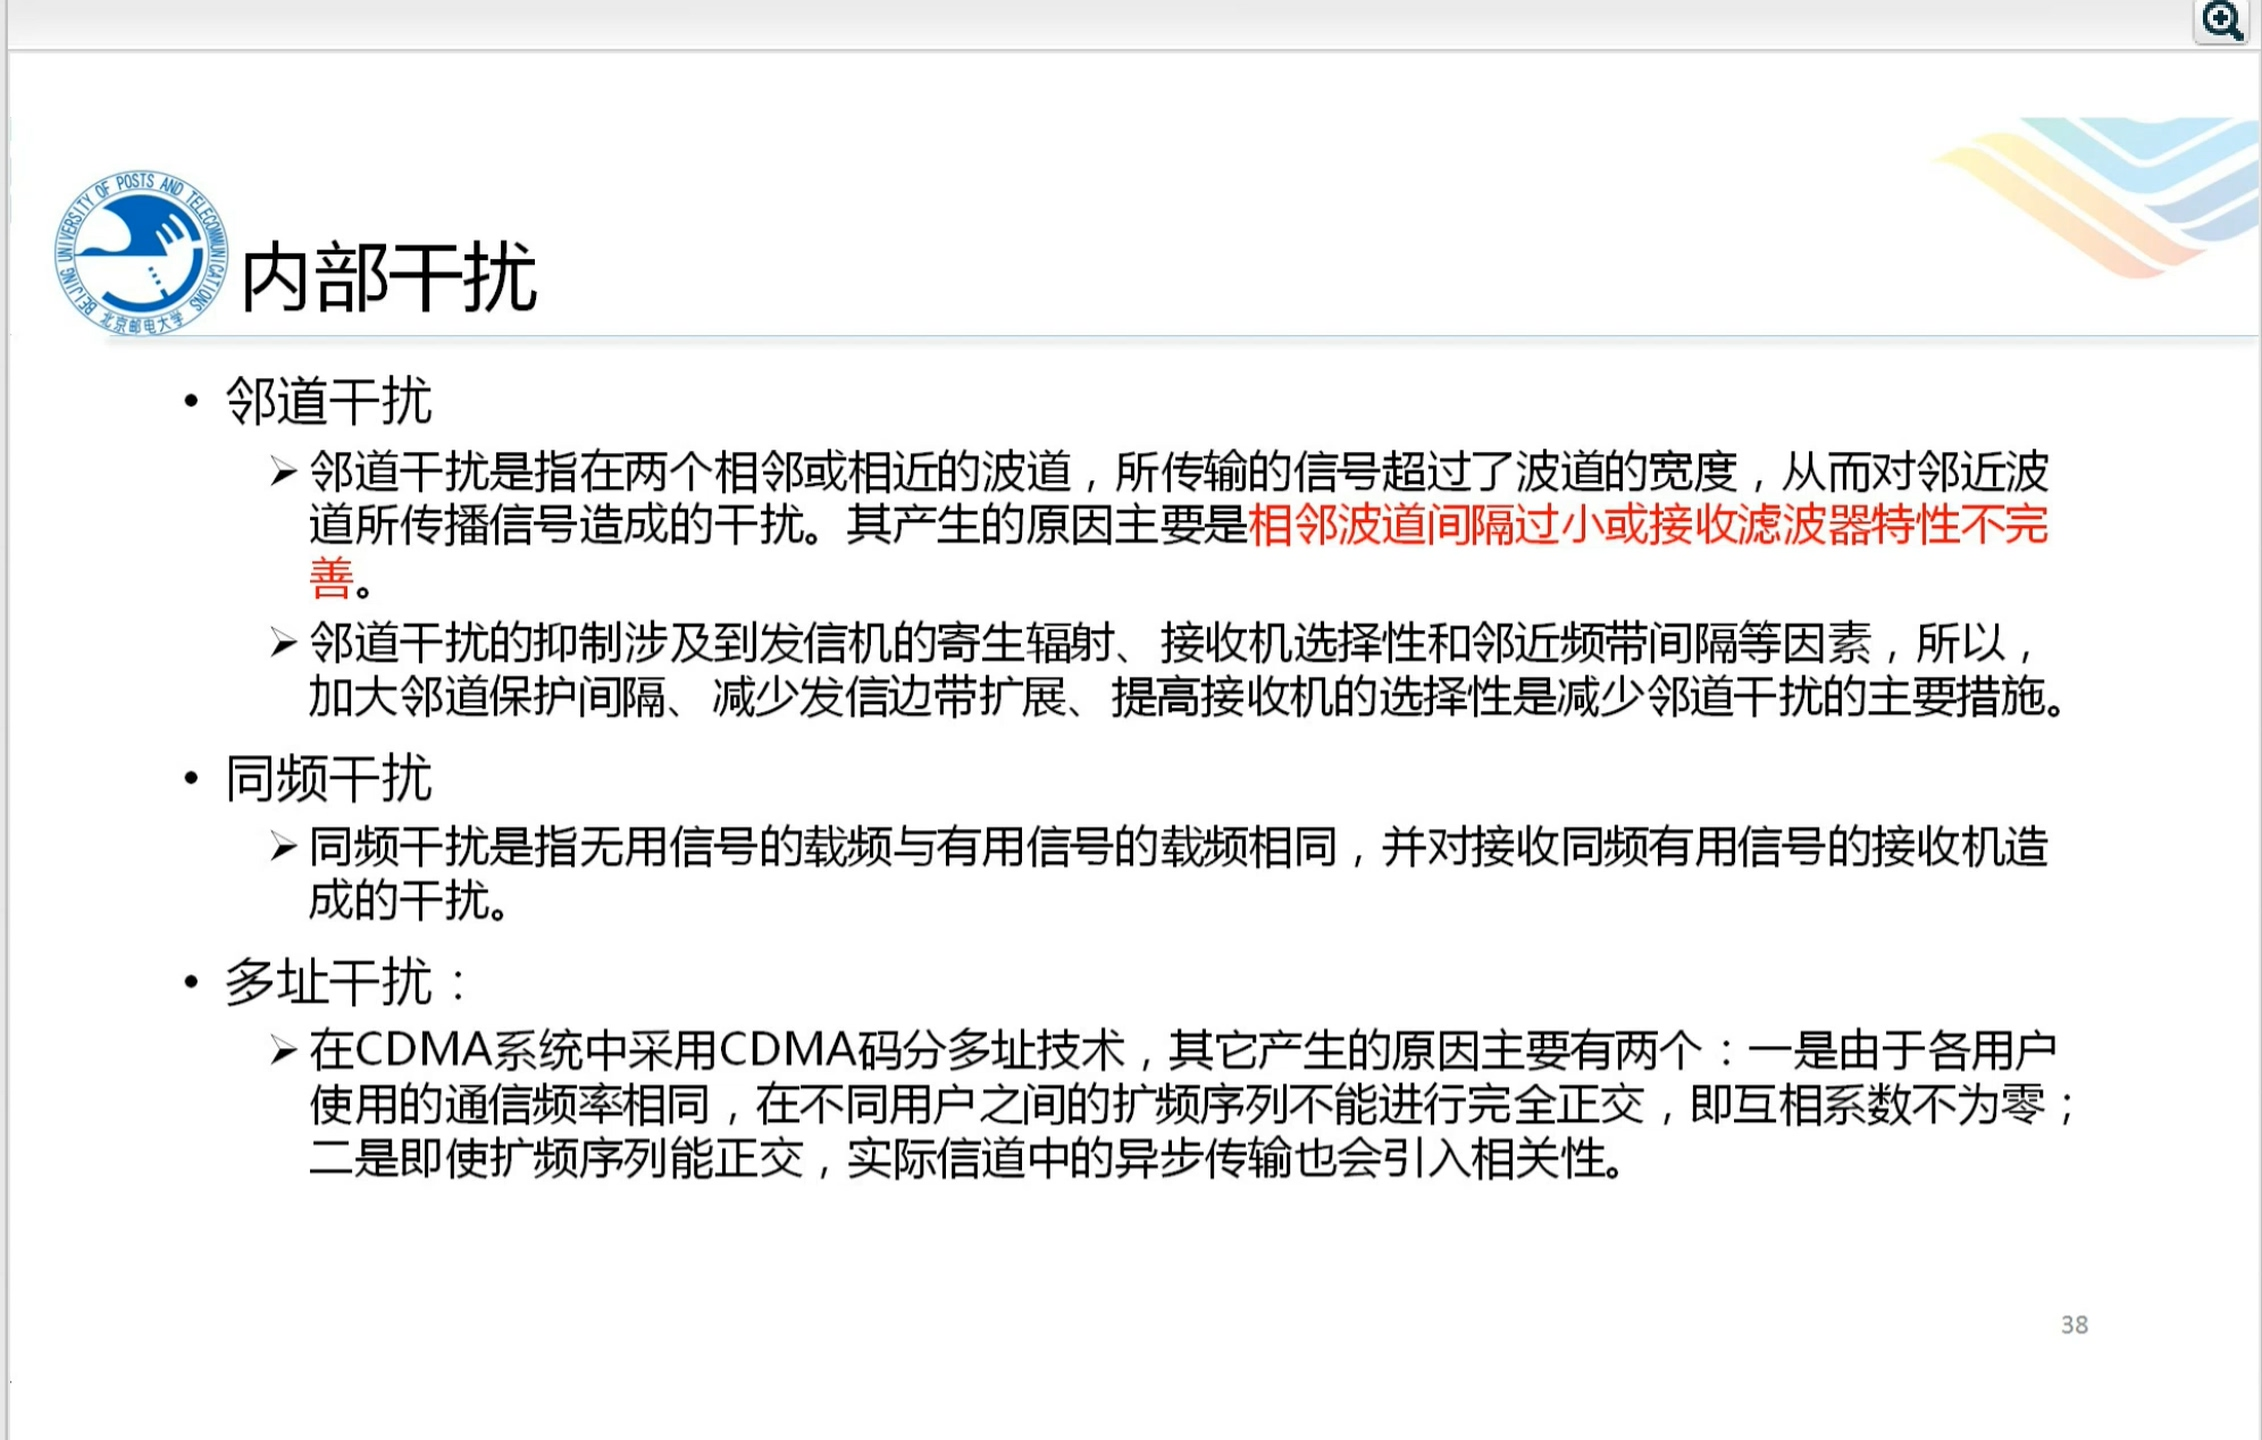 BEIJING UNIVERSITY OF POSTS AND TELECOMMUNICATIONS
北京邮电大学
内部干扰
• 邻道干扰
➢ 邻道干扰是指在两个相邻或相近的波道，所传输的信号超过了波道的宽度，从而对邻近波
道所传播信号造成的干扰。其产生的原因主要是相邻波道间隔过小或接收滤波器特性不完
善。
➢ 邻道干扰的抑制涉及到发信机的寄生辐射、接收机选择性和邻近频带间隔等因素，所以，
加大邻道保护间隔、减少发信边带扩展、提高接收机的选择性是减少邻道干扰的主要措施。
• 同频干扰
➢ 同频干扰是指无用信号的载频与有用信号的载频相同，并对接收同频有用信号的接收机造
成的干扰。
• 多址干扰：
➢ 在CDMA系统中采用CDMA码分多址技术，其它产生的原因主要有两个：一是由于各用户
使用的通信频率相同，在不同用户之间的扩频序列不能进行完全正交，即互相系数不为零；
二是即使扩频序列能正交，实际信道中的异步传输也会引入相关性。
38